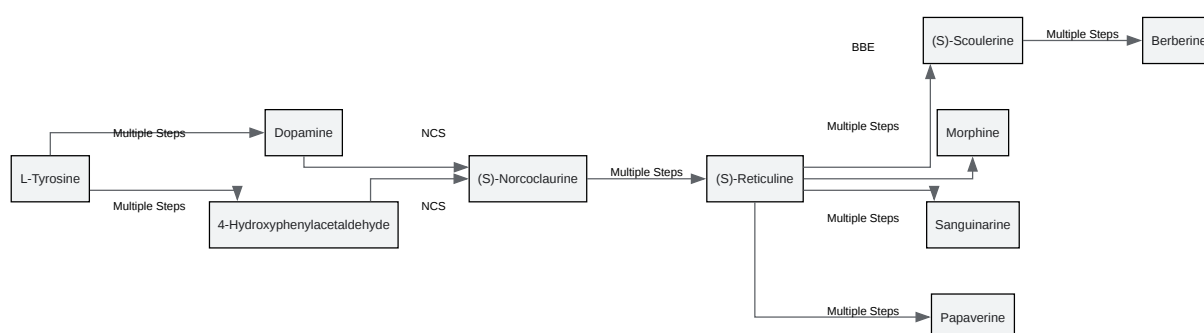 BBE
(S)-Scoulerine
Multiple Steps
Berberine
Multiple Steps
Dopamine
NCS
Multiple Steps
Morphine
L-Tyrosine
(S)-Norcoclaurine
Multiple Steps
(S)-Reticuline
Multiple Steps
4-Hydroxyphenylacetaldehyde
NCS
Multiple Steps
Sanguinarine
Multiple Steps
Papaverine